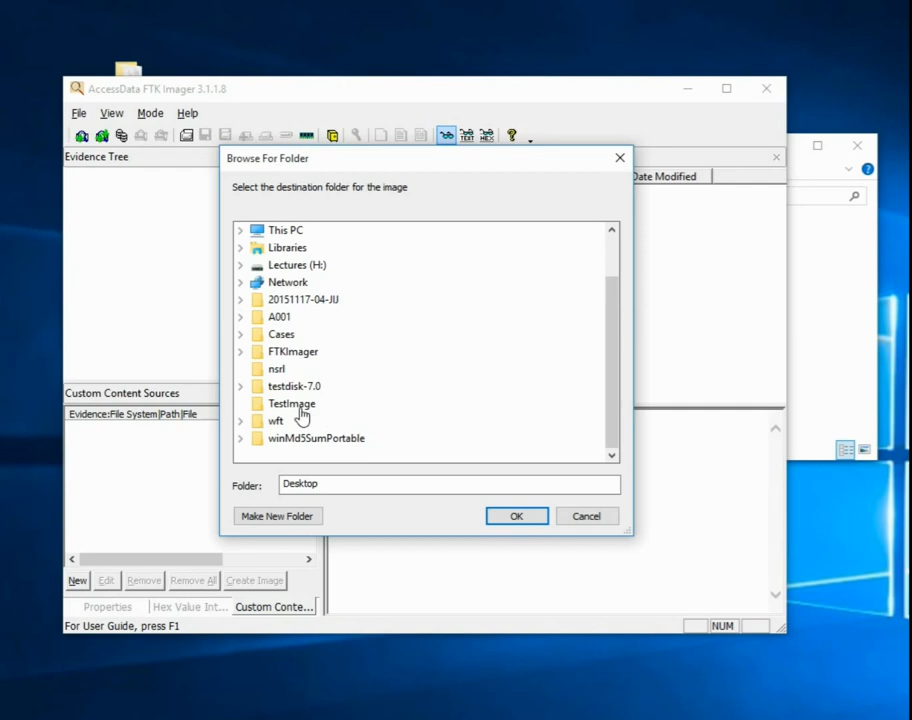 AccessData FTK Imager 3.1.1.8
File View Mode Help
Evidence Tree
Date Modified
Browse For Folder
Select the destination folder for the image
This PC
Libraries
Lectures (H:)
Network
20151117-04-JIJ
A001
Cases
FTKImager
nsrl
testdisk-7.0
TestImage
wft
winMd5SumPortable
Folder: Desktop
Make New Folder OK Cancel
Custom Content Sources
Evidence:File System|Path|File
New Edit Remove Remove All Create Image
Properties Hex Value Int... Custom Conte...
For User Guide, press F1 NUM